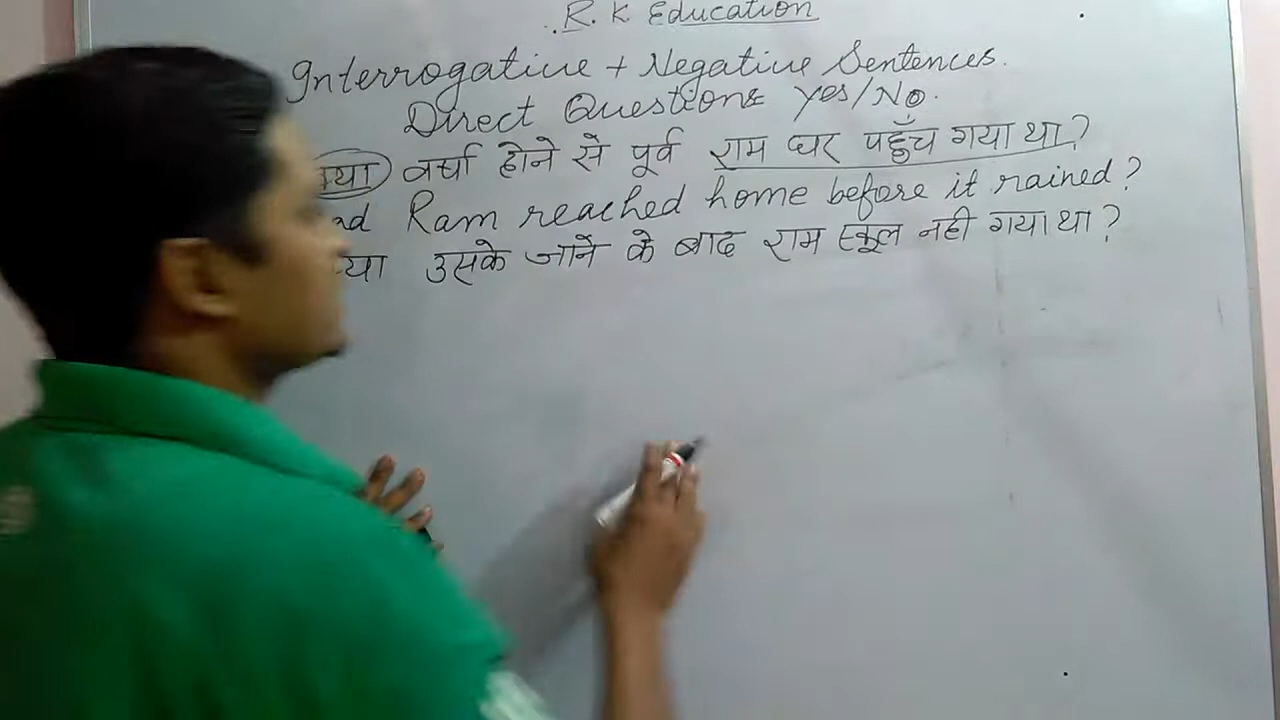 R. K. Education
Interrogative + Negative Sentences.
Direct Questions Yes/No.
वर्षा होने से पूर्व राम घर पहुँच गया था?
Ram reached home before it rained?
उसके जाने के बाद राम स्कूल नही गया था?